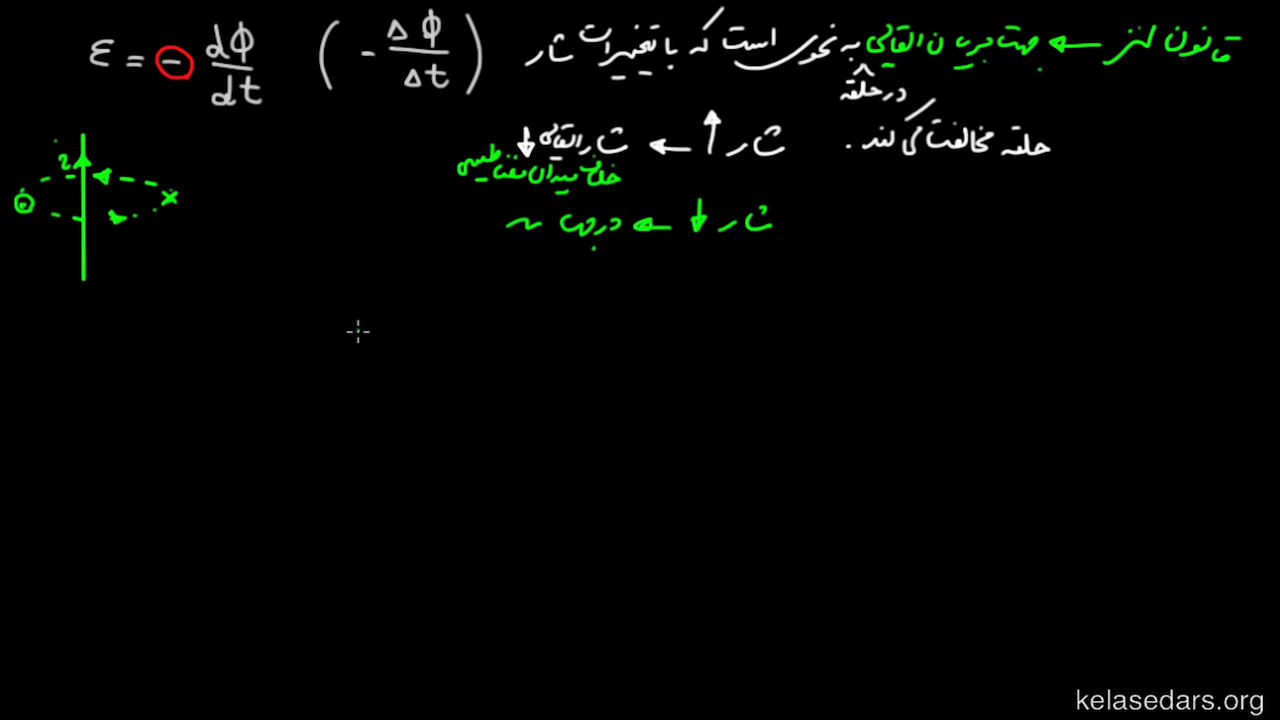 قانون لنز ← جهت جریان القایی در حلقه به نحوی است که با تغییرات شار
حلقه مخالفت می کند .
ε = - dΦ/dt ( - ΔΦ/Δt )
شار ↑ ← شار القایی ↓
خلاف میدان مغناطیسی
شار ↓ ← در جهت ~
i
kelasedars.org